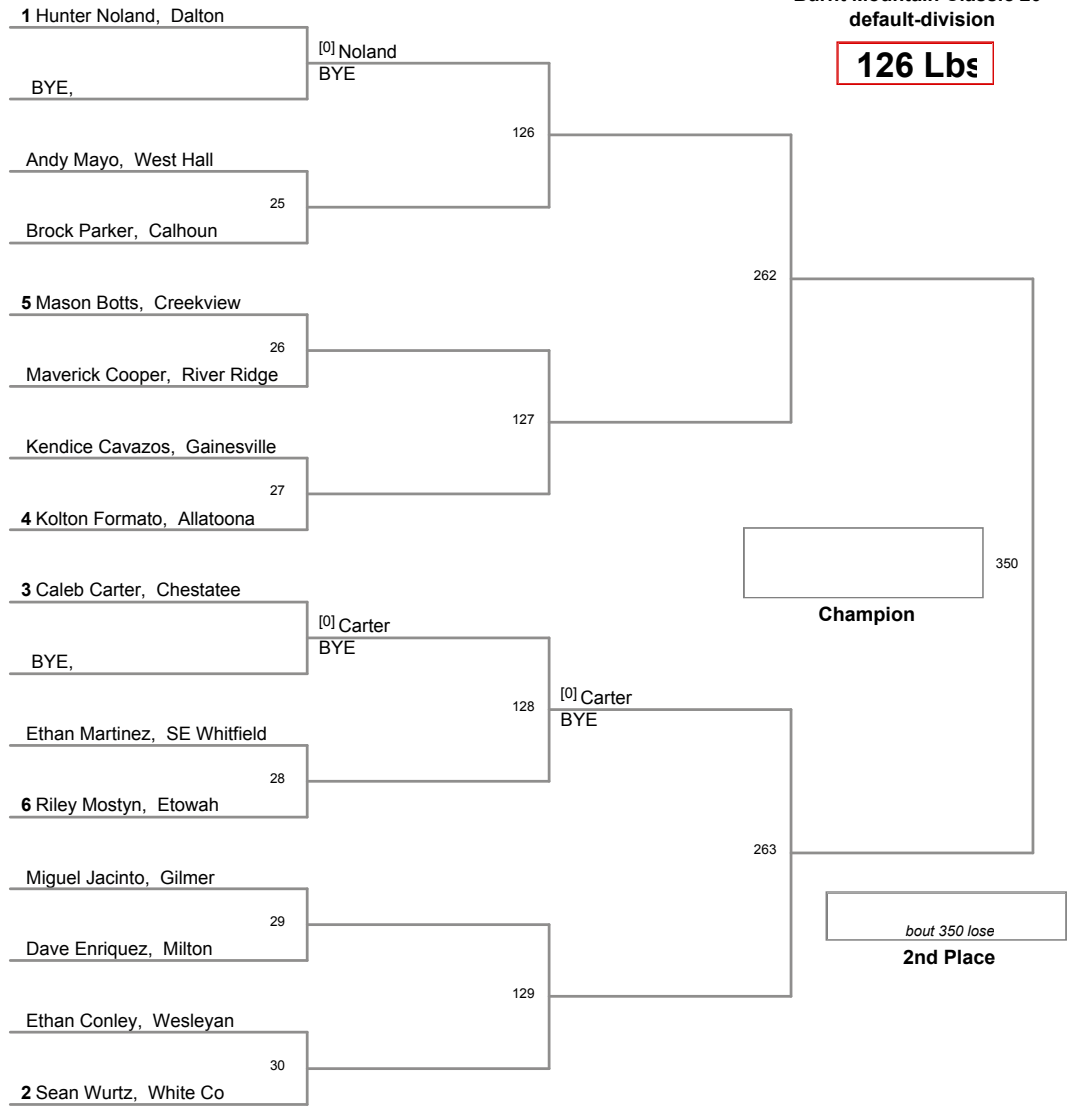 default-division
126 Lbs
1 Hunter Noland, Dalton
[0] Noland
BYE
BYE,
126
Andy Mayo, West Hall
25
Brock Parker, Calhoun
262
5 Mason Botts, Creekview
26
Maverick Cooper, River Ridge
127
Kendice Cavazos, Gainesville
27
4 Kolton Formato, Allatoona
350
Champion
3 Caleb Carter, Chestatee
[0] Carter
BYE
BYE,
128
[0] Carter
BYE
Ethan Martinez, SE Whitfield
28
6 Riley Mostyn, Etowah
263
Miguel Jacinto, Gilmer
29
bout 350 lose
2nd Place
Dave Enriquez, Milton
129
Ethan Conley, Wesleyan
30
2 Sean Wurtz, White Co